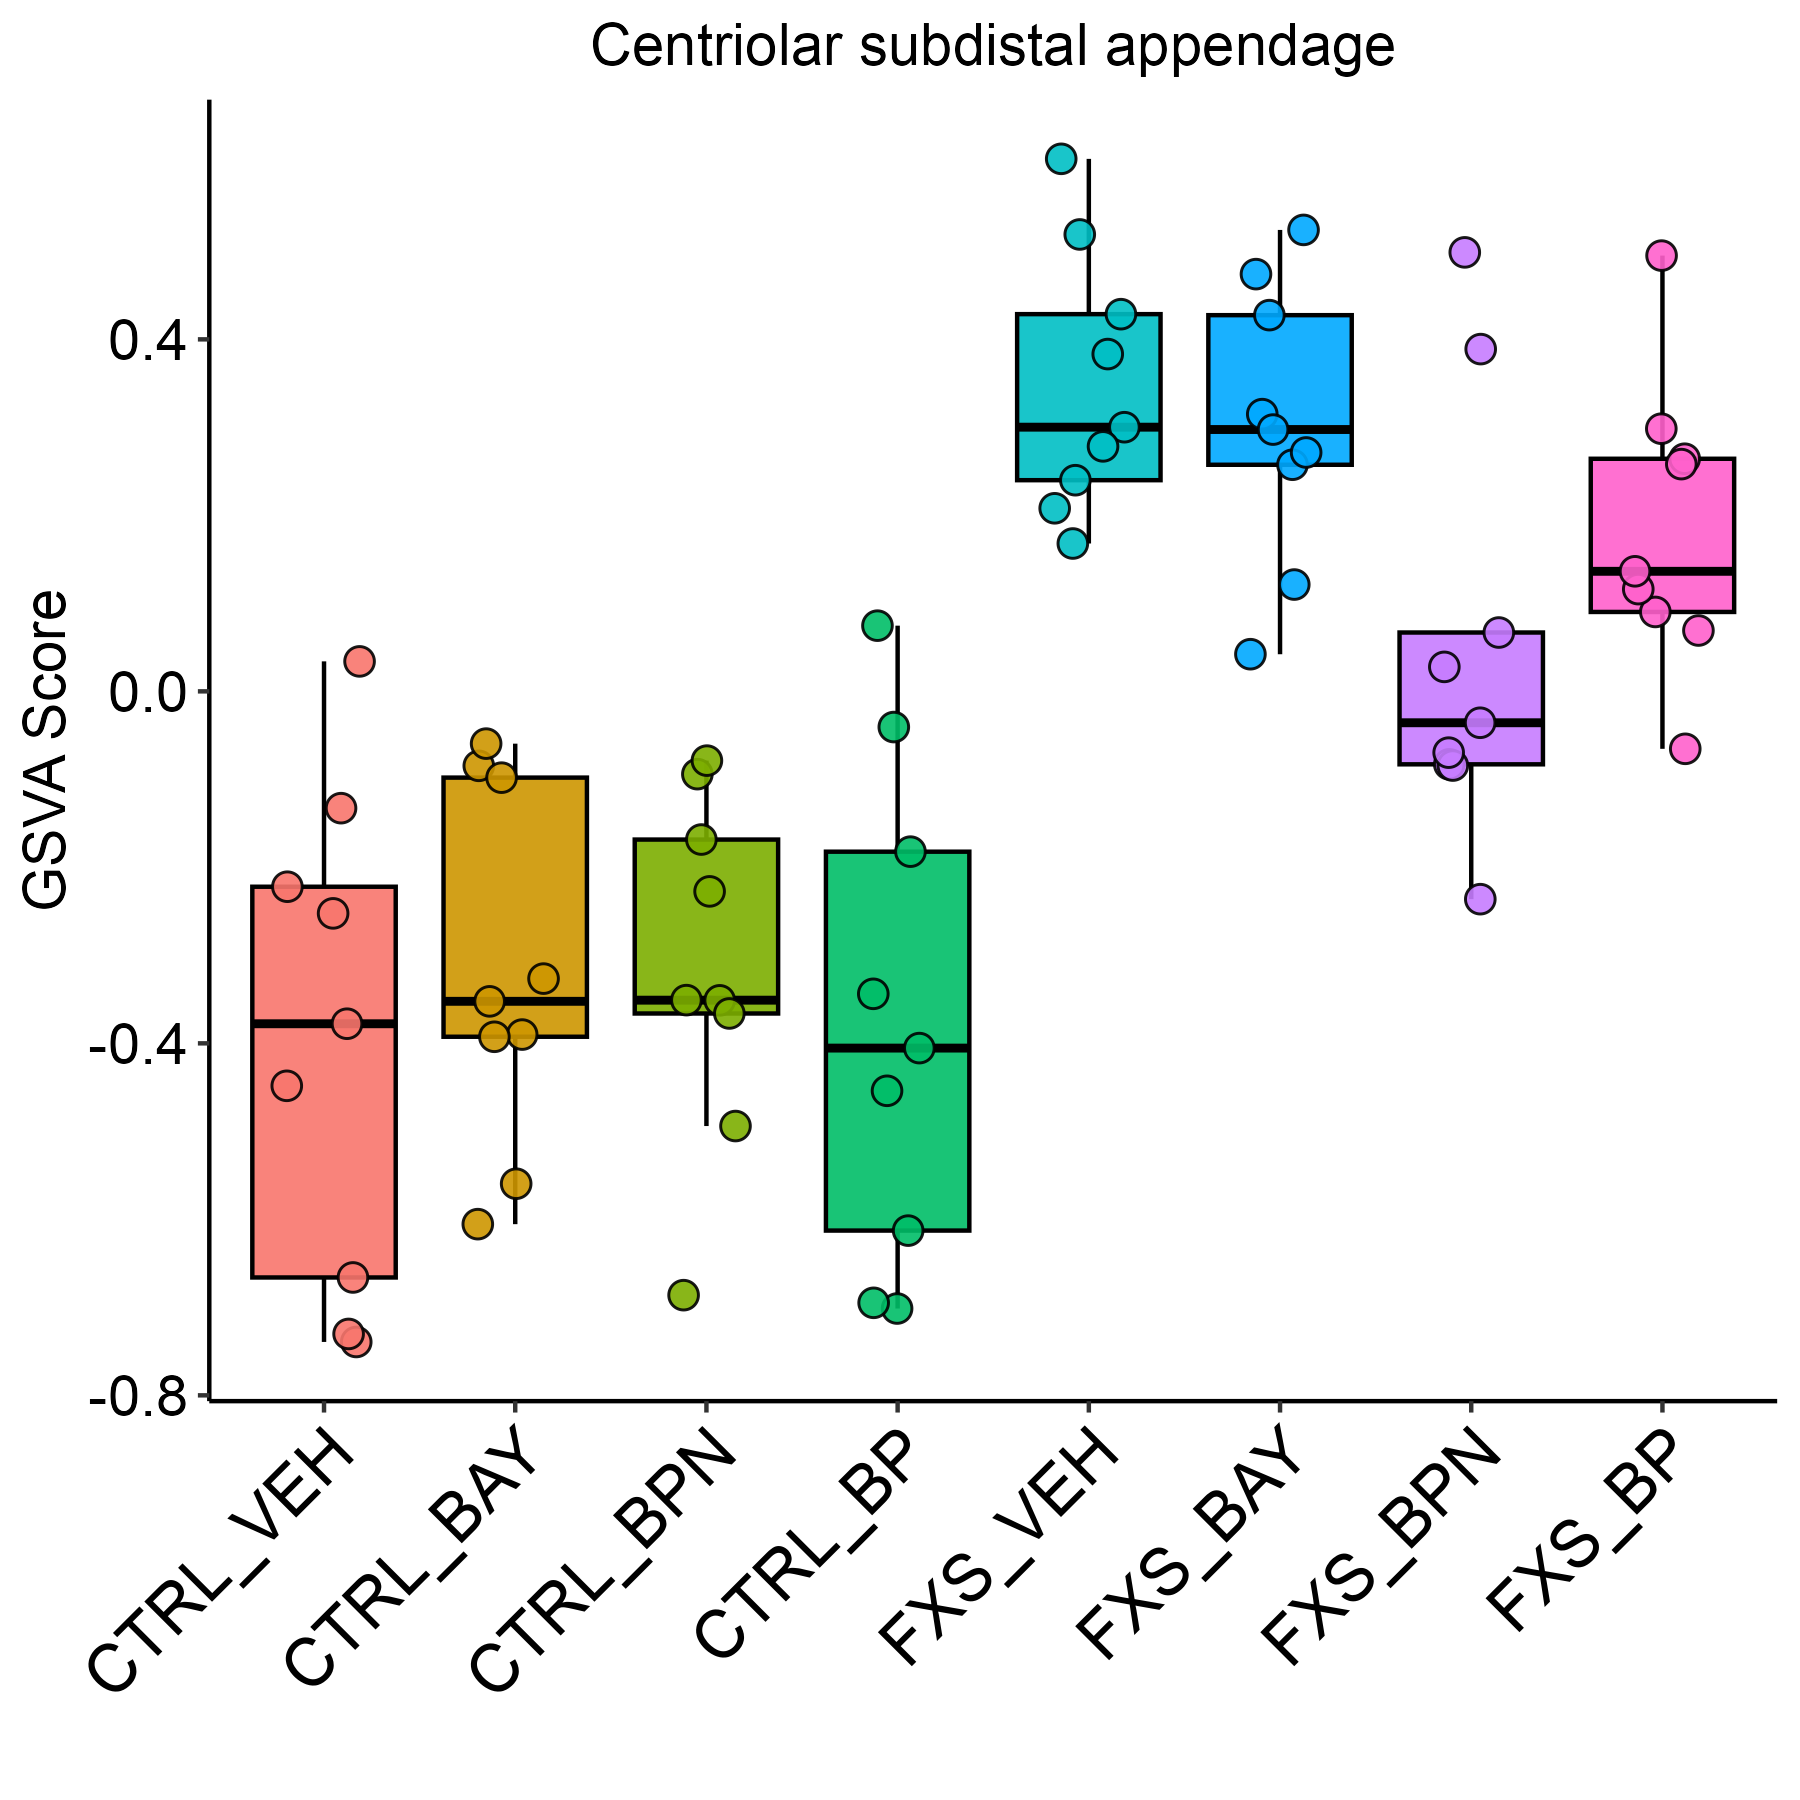 Centriolar subdistal appendage
GSVA Score
0.4
0.0
-0.4
-0.8
CTRL_VEH
CTRL_BAY
CTRL_BPN
CTRL_BP
FXS_VEH
FXS_BAY
FXS_BPN
FXS_BP